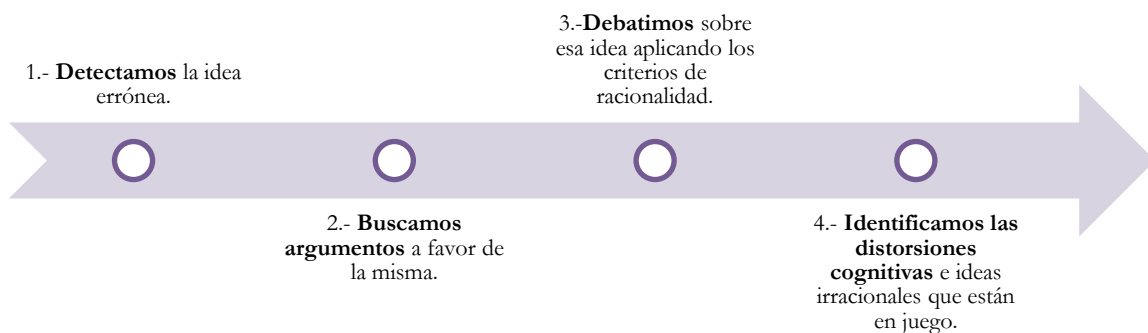 1.- Detectamos la idea
errónea.
2.- Buscamos
argumentos a favor de
la misma.
3.-Debatimos sobre
esa idea aplicando los
criterios de
racionalidad.
4.- Identificamos las
distorsiones
cognitivas e ideas
irracionales que están
en juego.